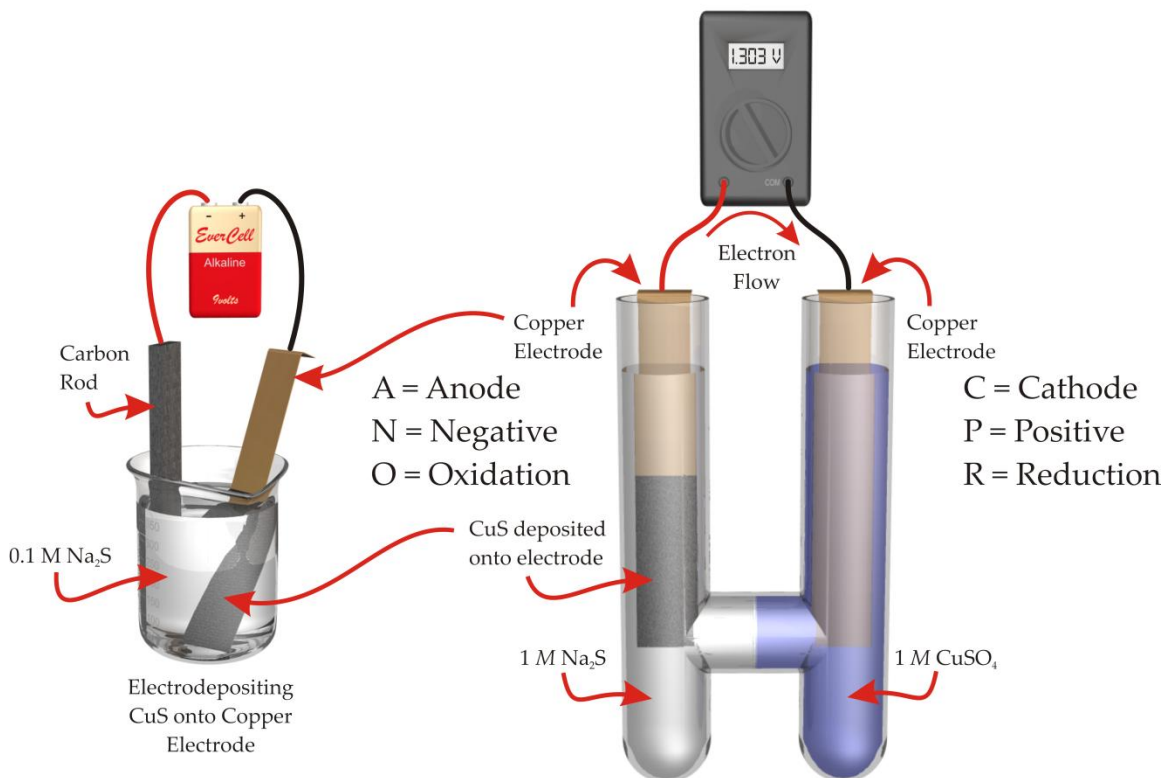 1.303 V
COM
- +
EverCell
Alkaline
9volts
Electron
Flow
Carbon
Rod
Copper
Electrode
Copper
Electrode
A = Anode
N = Negative
O = Oxidation
C = Cathode
P = Positive
R = Reduction
CuS deposited
onto electrode
0.1 M Na₂S
1 M Na₂S
1 M CuSO₄
Electrodepositing
CuS onto Copper
Electrode